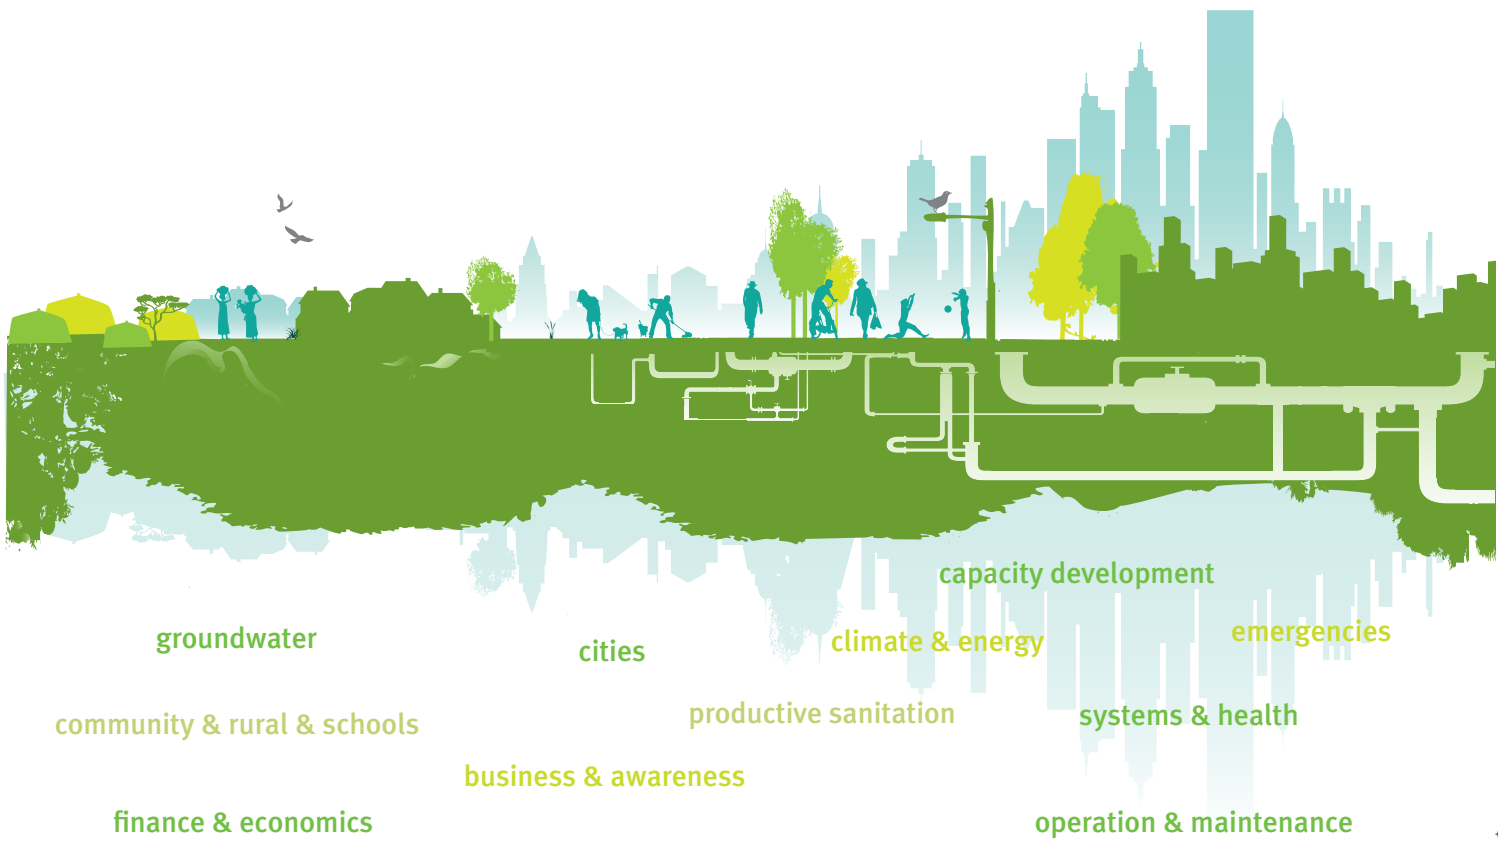 capacity development
groundwater
cities
climate & energy
emergencies
community & rural & schools
productive sanitation
systems & health
business & awareness
finance & economics
operation & maintenance